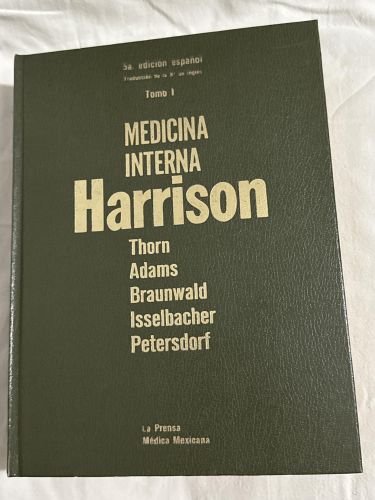 5a. edicion español
Traducción de la 8a en inglés
Tomo I
MEDICINA
INTERNA
Harrison
Thorn
Adams
Braunwald
Isselbacher
Petersdorf
La Prensa
Médica Mexicana